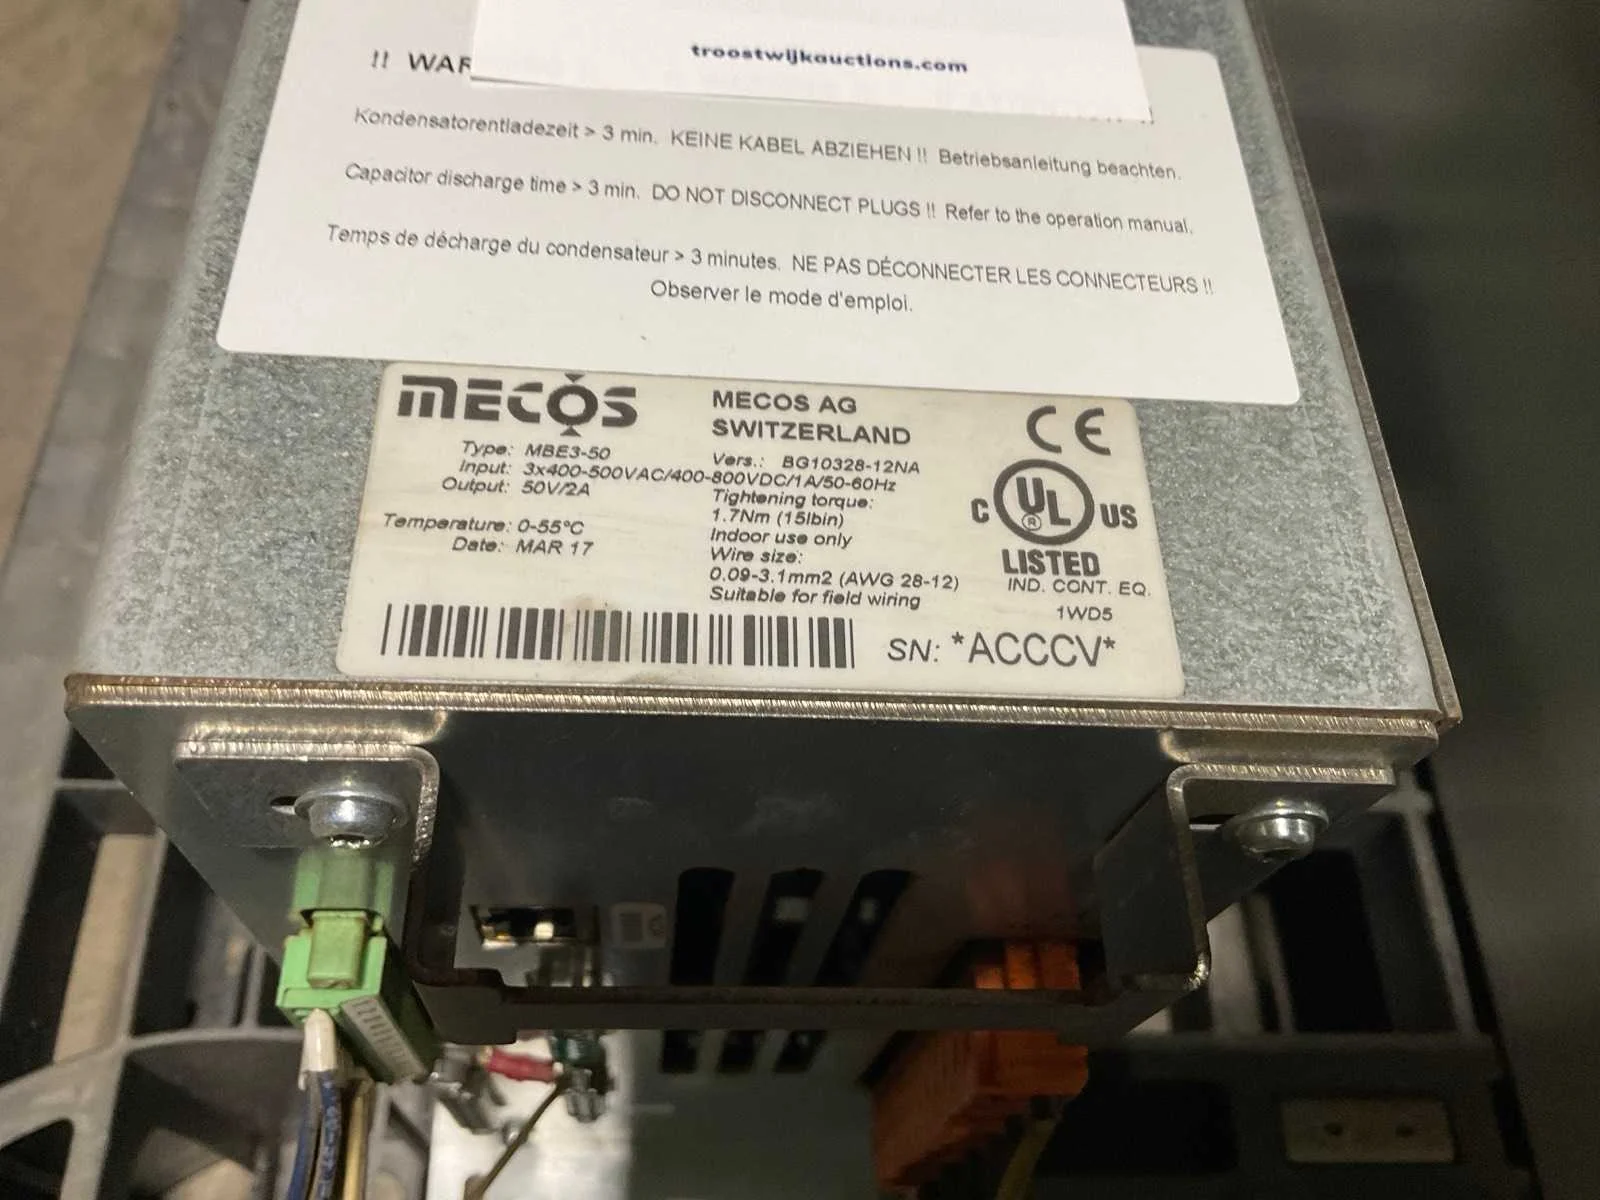 troostwijkauctions.com
!! WAR
Kondensatorentladezeit > 3 min. KEINE KABEL ABZIEHEN !! Betriebsanleitung beachten.
Capacitor discharge time > 3 min. DO NOT DISCONNECT PLUGS !! Refer to the operation manual.
Temps de décharge du condensateur > 3 minutes. NE PAS DÉCONNECTER LES CONNECTEURS !!
Observer le mode d'emploi.
MECOS
MECOS AG
SWITZERLAND
CE
Type: MBE3-50
Vers.: BG10328-12NA
Input: 3x400-500VAC/400-800VDC/1A/50-60Hz
Output: 50V/2A
Tightening torque:
1.7Nm (15lbin)
Temperature: 0-55°C
Indoor use only
Date: MAR 17
Wire size:
0.09-3.1mm2 (AWG 28-12)
Suitable for field wiring
C UL ® US
LISTED
IND. CONT. EQ.
1WD5
SN: *ACCCV*